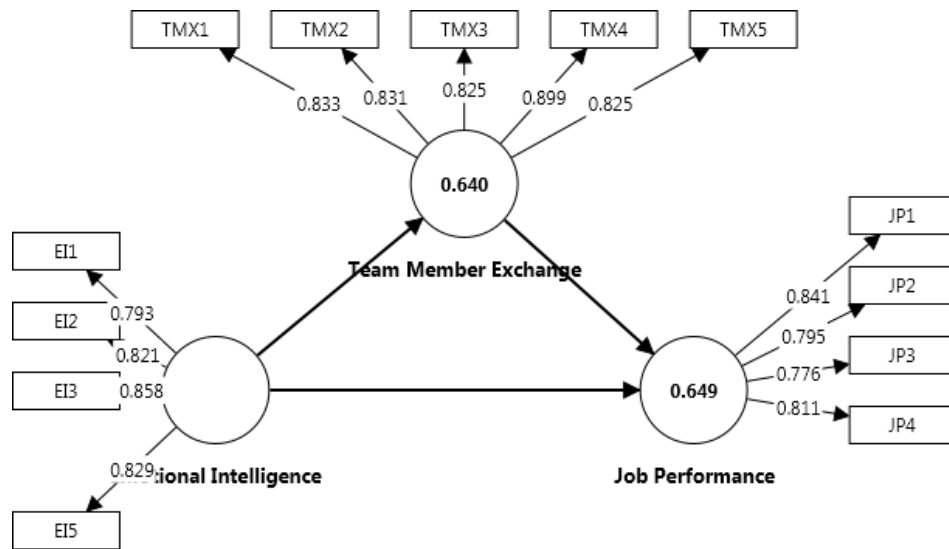 TMX1 TMX2 TMX3 TMX4 TMX5
0.833 0.831 0.825 0.899 0.825
0.640
Team Member Exchange
EI1
EI2
EI3
EI5
0.793
0.821
0.858
0.829
tional Intelligence
JP1
JP2
JP3
JP4
0.841
0.795
0.776
0.811
0.649
Job Performance